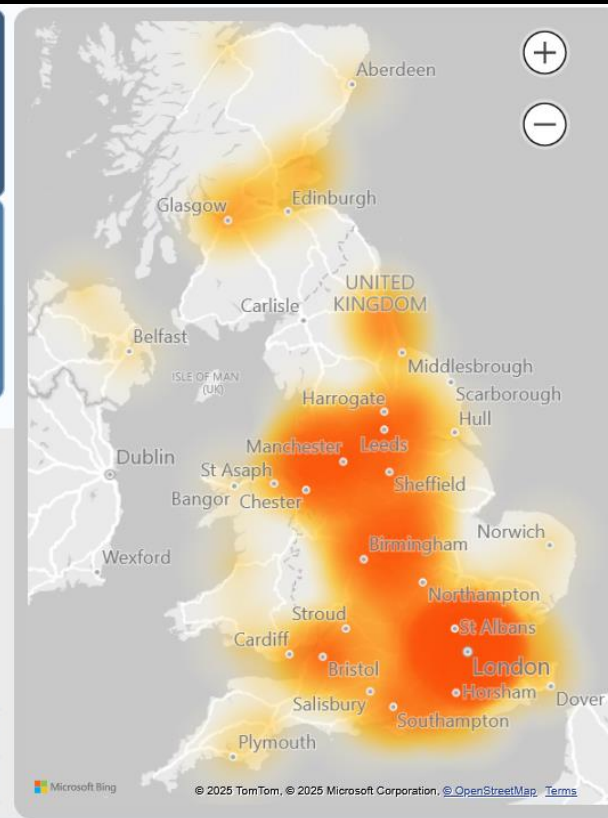 +
Aberdeen
−
Glasgow
Edinburgh
UNITED
KINGDOM
Carlisle
Belfast
Middlesbrough
ISLE OF MAN
(UK)
Scarborough
Harrogate
Hull
Manchester
Leeds
Dublin
St Asaph
Sheffield
Bangor
Chester
Norwich
Birmingham
Wexford
Northampton
Stroud
St Albans
Cardiff
London
Bristol
Horsham
Dover
Salisbury
Southampton
Plymouth
Microsoft Bing
© 2025 TomTom, © 2025 Microsoft Corporation, © OpenStreetMap Terms